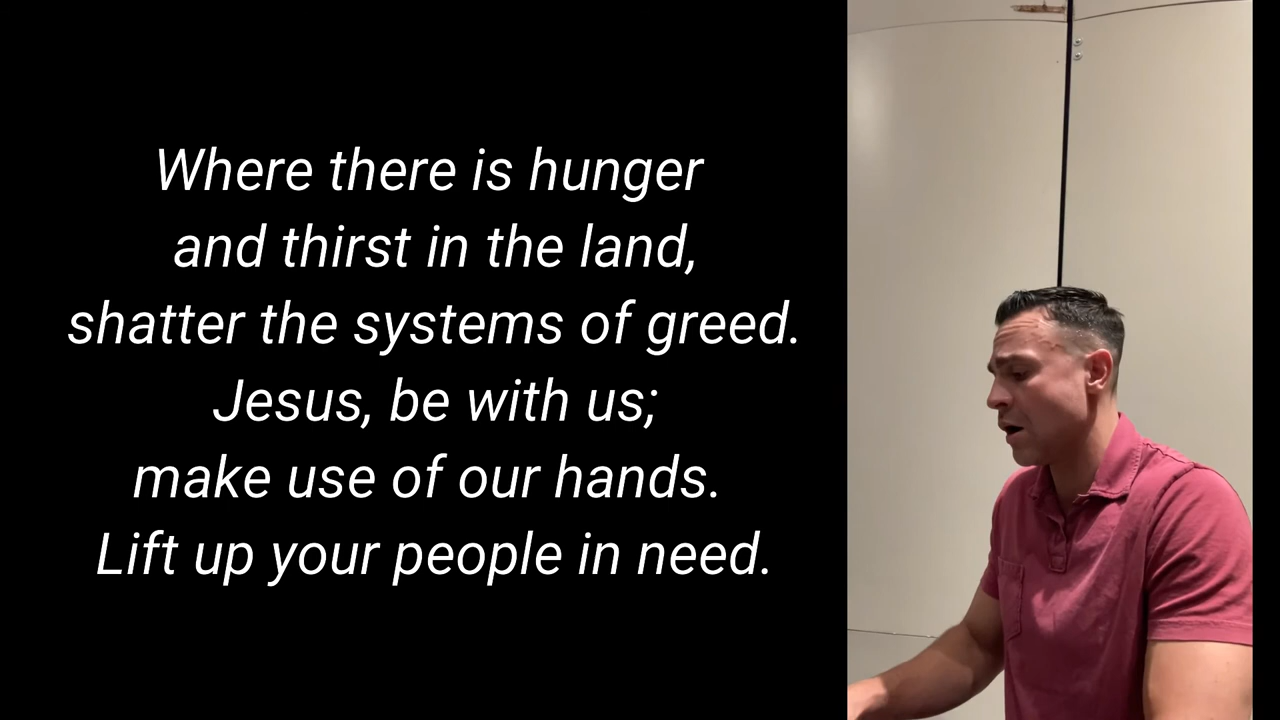 Where there is hunger
and thirst in the land,
shatter the systems of greed.
Jesus, be with us;
make use of our hands.
Lift up your people in need.